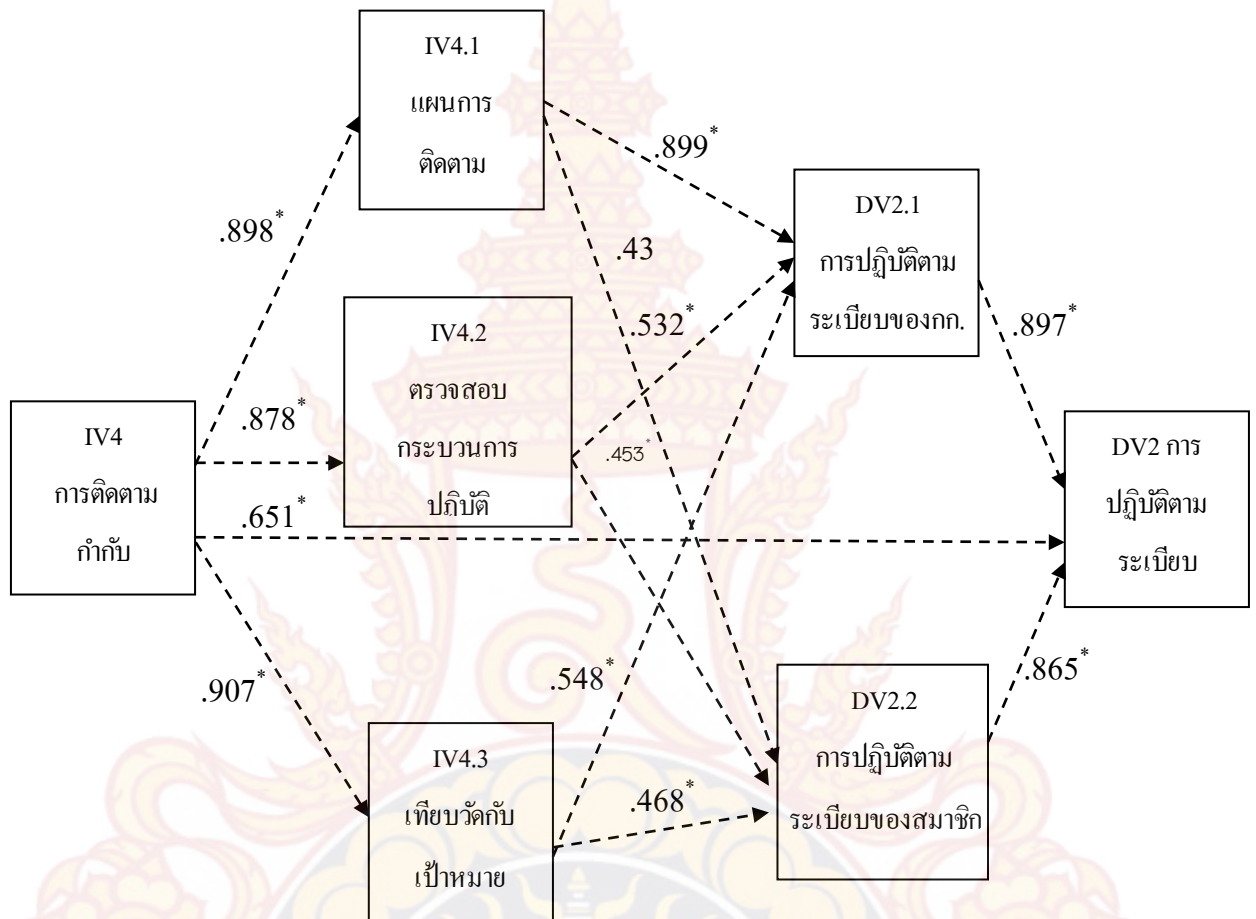 IV4.1
แผนการ
ติดตาม
.899*
DV2.1
การปฏิบัติตาม
ระเบียบของกก.
.898*
.43
IV4.2
ตรวจสอบ
กระบวนการ
ปฏิบัติ
.532*
.897*
IV4
การติดตาม
กำกับ
.878*
.453*
.651*
DV2 การ
ปฏิบัติตาม
ระเบียบ
.907*
.548*
.865*
DV2.2
การปฏิบัติตาม
ระเบียบของสมาชิก
IV4.3
เทียบวัดกับ
เป้าหมาย
.468*